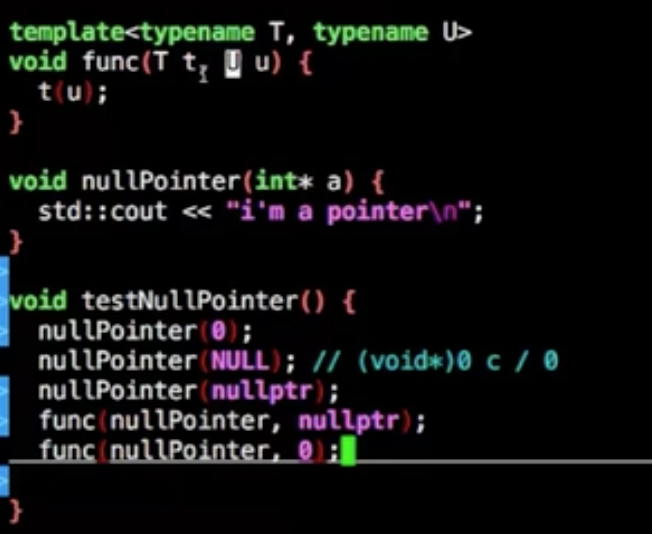 template<typename T, typename U>
void func(T t, U u) {
  t(u);
}
void nullPointer(int* a) {
  std::cout << "i'm a pointer\n";
}
void testNullPointer() {
  nullPointer(0);
  nullPointer(NULL); // (void*)0 c / 0
  nullPointer(nullptr);
  func(nullPointer, nullptr);
  func(nullPointer, 0);
}